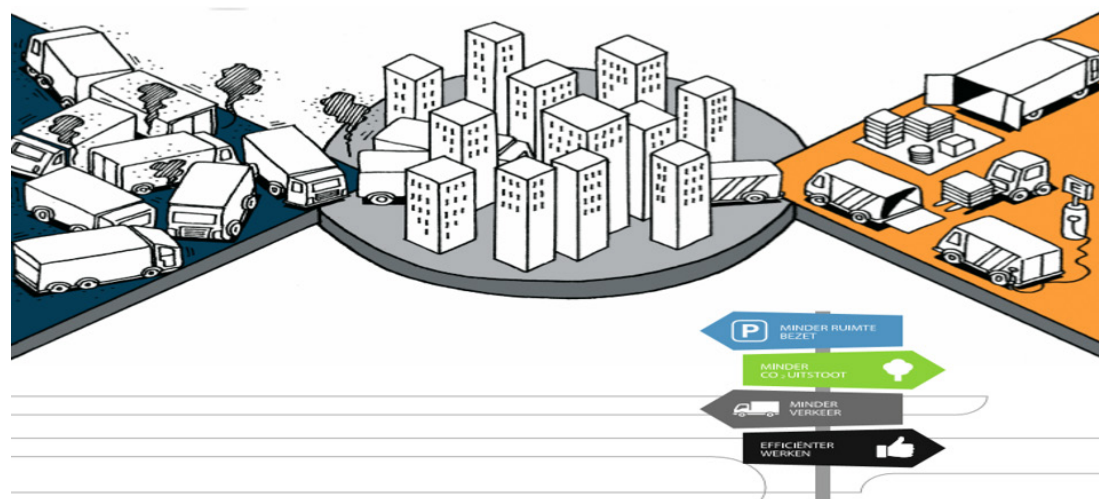 P
MINDER RUIMTE
BEZET
MINDER
CO₂ UITSTOOT
MINDER
VERKEER
EFFICIËNTER
WERKEN